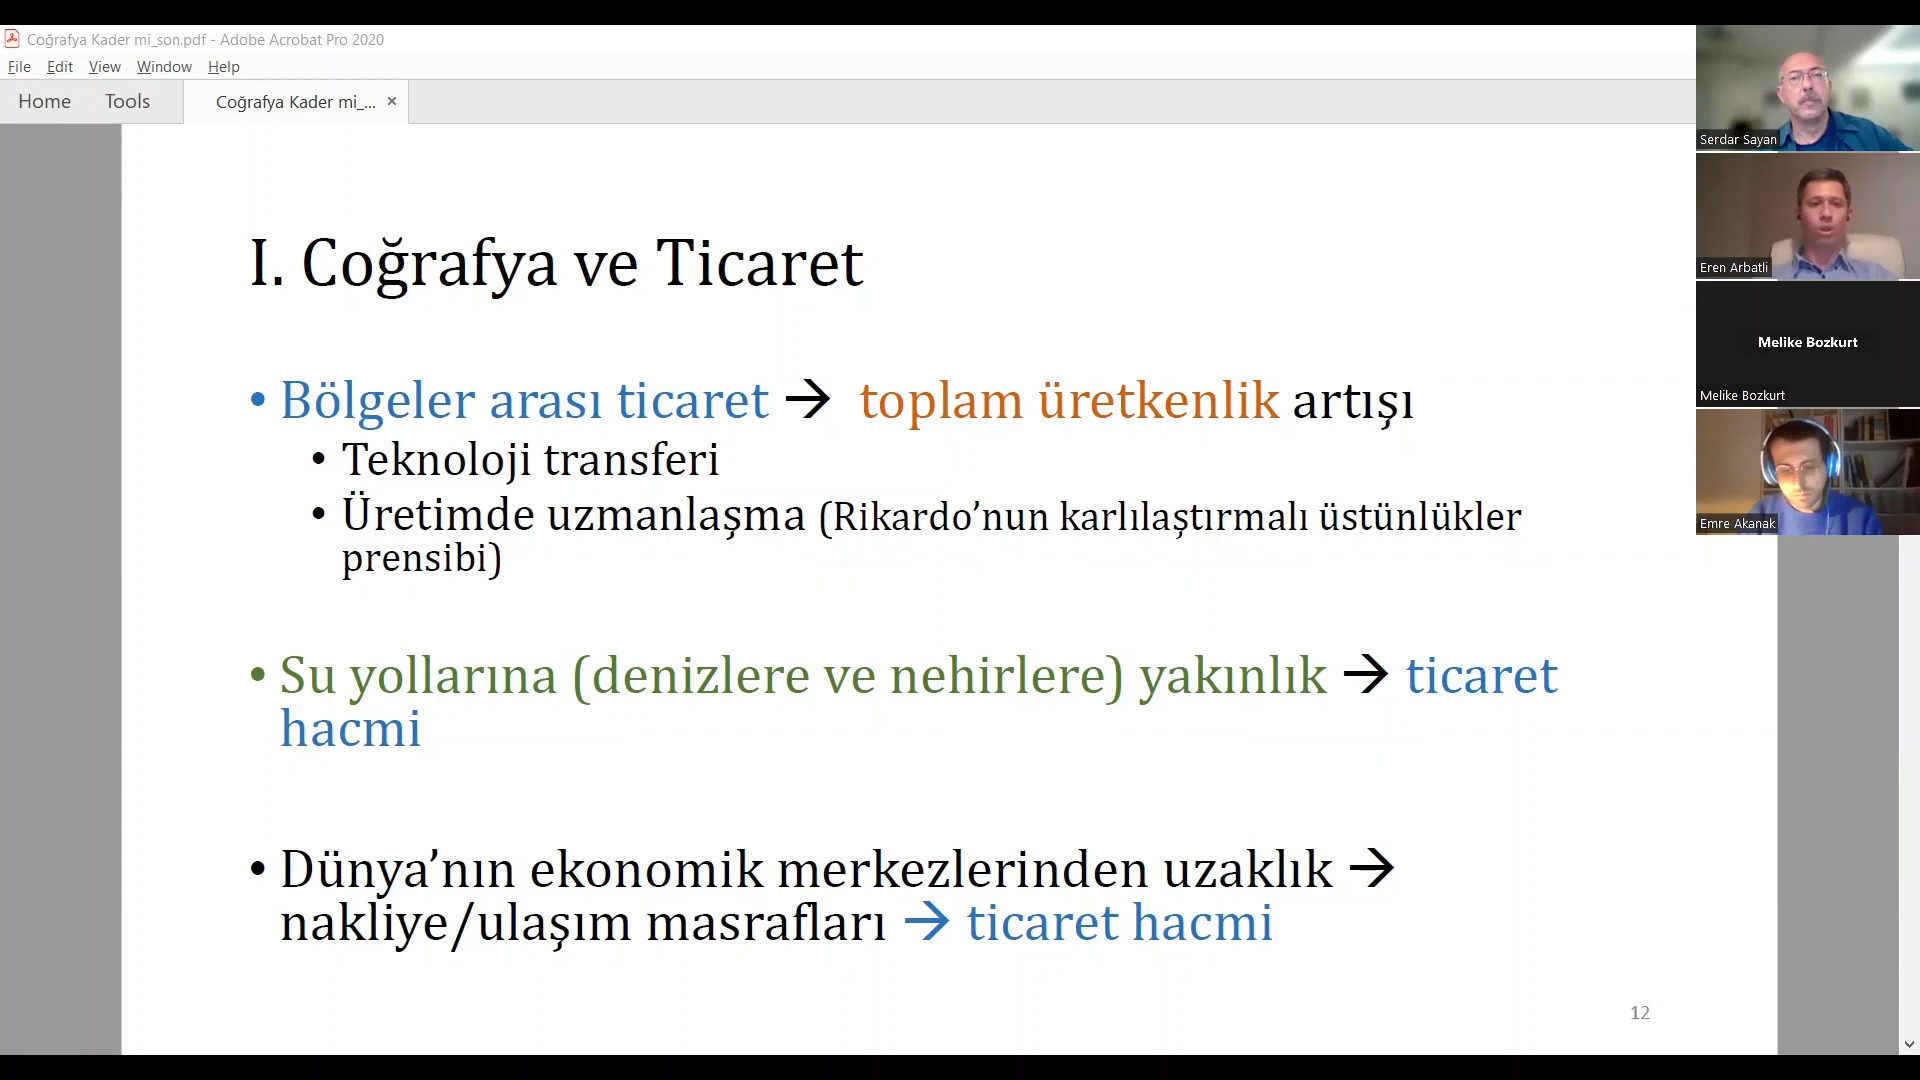 Coğrafya Kader mi_son.pdf - Adobe Acrobat Pro 2020
File Edit View Window Help
Home Tools Coğrafya Kader mi_... ×
I. Coğrafya ve Ticaret
• Bölgeler arası ticaret → toplam üretkenlik artışı
• Teknoloji transferi
• Üretimde uzmanlaşma (Rikardo’nun karlılaştırmalı üstünlükler
prensibi)
• Su yollarına (denizlere ve nehirlere) yakınlık → ticaret
hacmi
• Dünya’nın ekonomik merkezlerinden uzaklık →
nakliye/ulaşım masrafları → ticaret hacmi
12
Serdar Sayan
Eren Arbatli
Melike Bozkurt
Melike Bozkurt
Emre Akanak